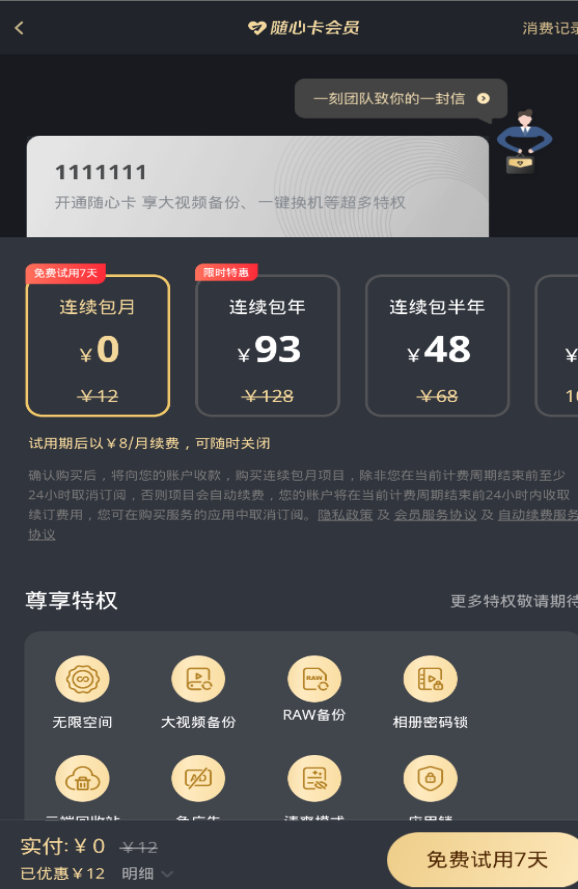 随心卡会员
消费记
一刻团队致你的一封信
1111111
开通随心卡 享大视频备份、一键换机等超多特权
免费试用7天
限时特惠
连续包月
连续包年
连续包半年
¥0
¥93
¥48
¥
¥12
¥128
¥68
10
试用期后以¥8/月续费，可随时关闭
确认购买后，将向您的账户收款，购买连续包月项目，除非您在当前计费周期结束前至少
24小时取消订阅，否则项目会自动续费，您的账户将在当前计费周期结束前24小时内收取
续订费用，您可在购买服务的应用中取消订阅。隐私政策 及 会员服务协议 及 自动续费服务
协议
尊享特权
更多特权敬请期待
RAW
无限空间
大视频备份
RAW备份
相册密码锁
AD
实付:¥0 ¥12
已优惠¥12 明细
免费试用7天